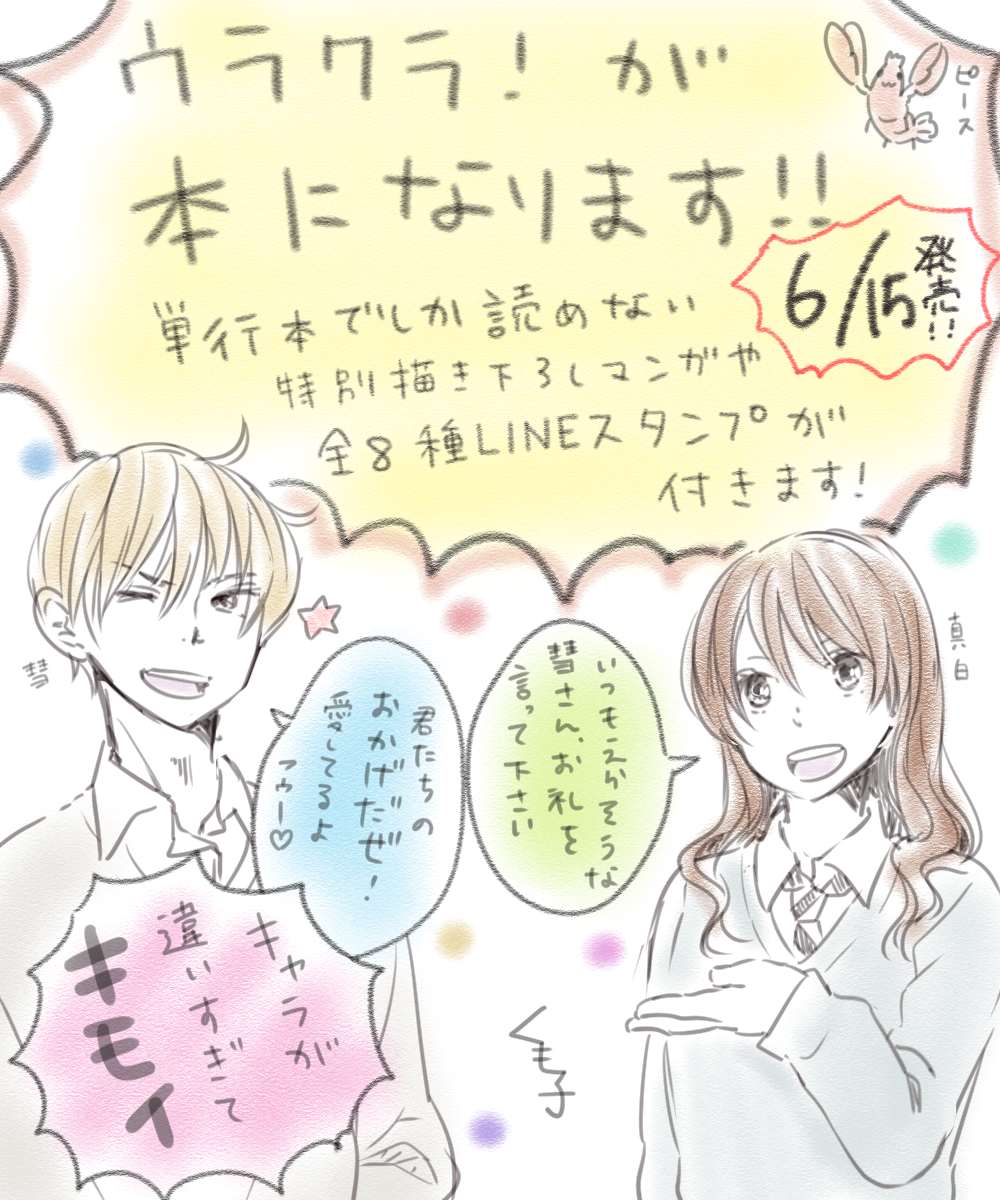 ウラクラ!が
本になります!!
ピース
6/15
発売!!
単行本でしか読めない
特別描き下ろしマンガや
全8種LINEスタンプが
付きます!
真白
いつもえらそうな
彗さん、お礼を
言って下さい
君たちの
おかげだぜ!
愛してるよ
フゥー♡
彗
キャラが
違いすぎて
キモイ
くも子